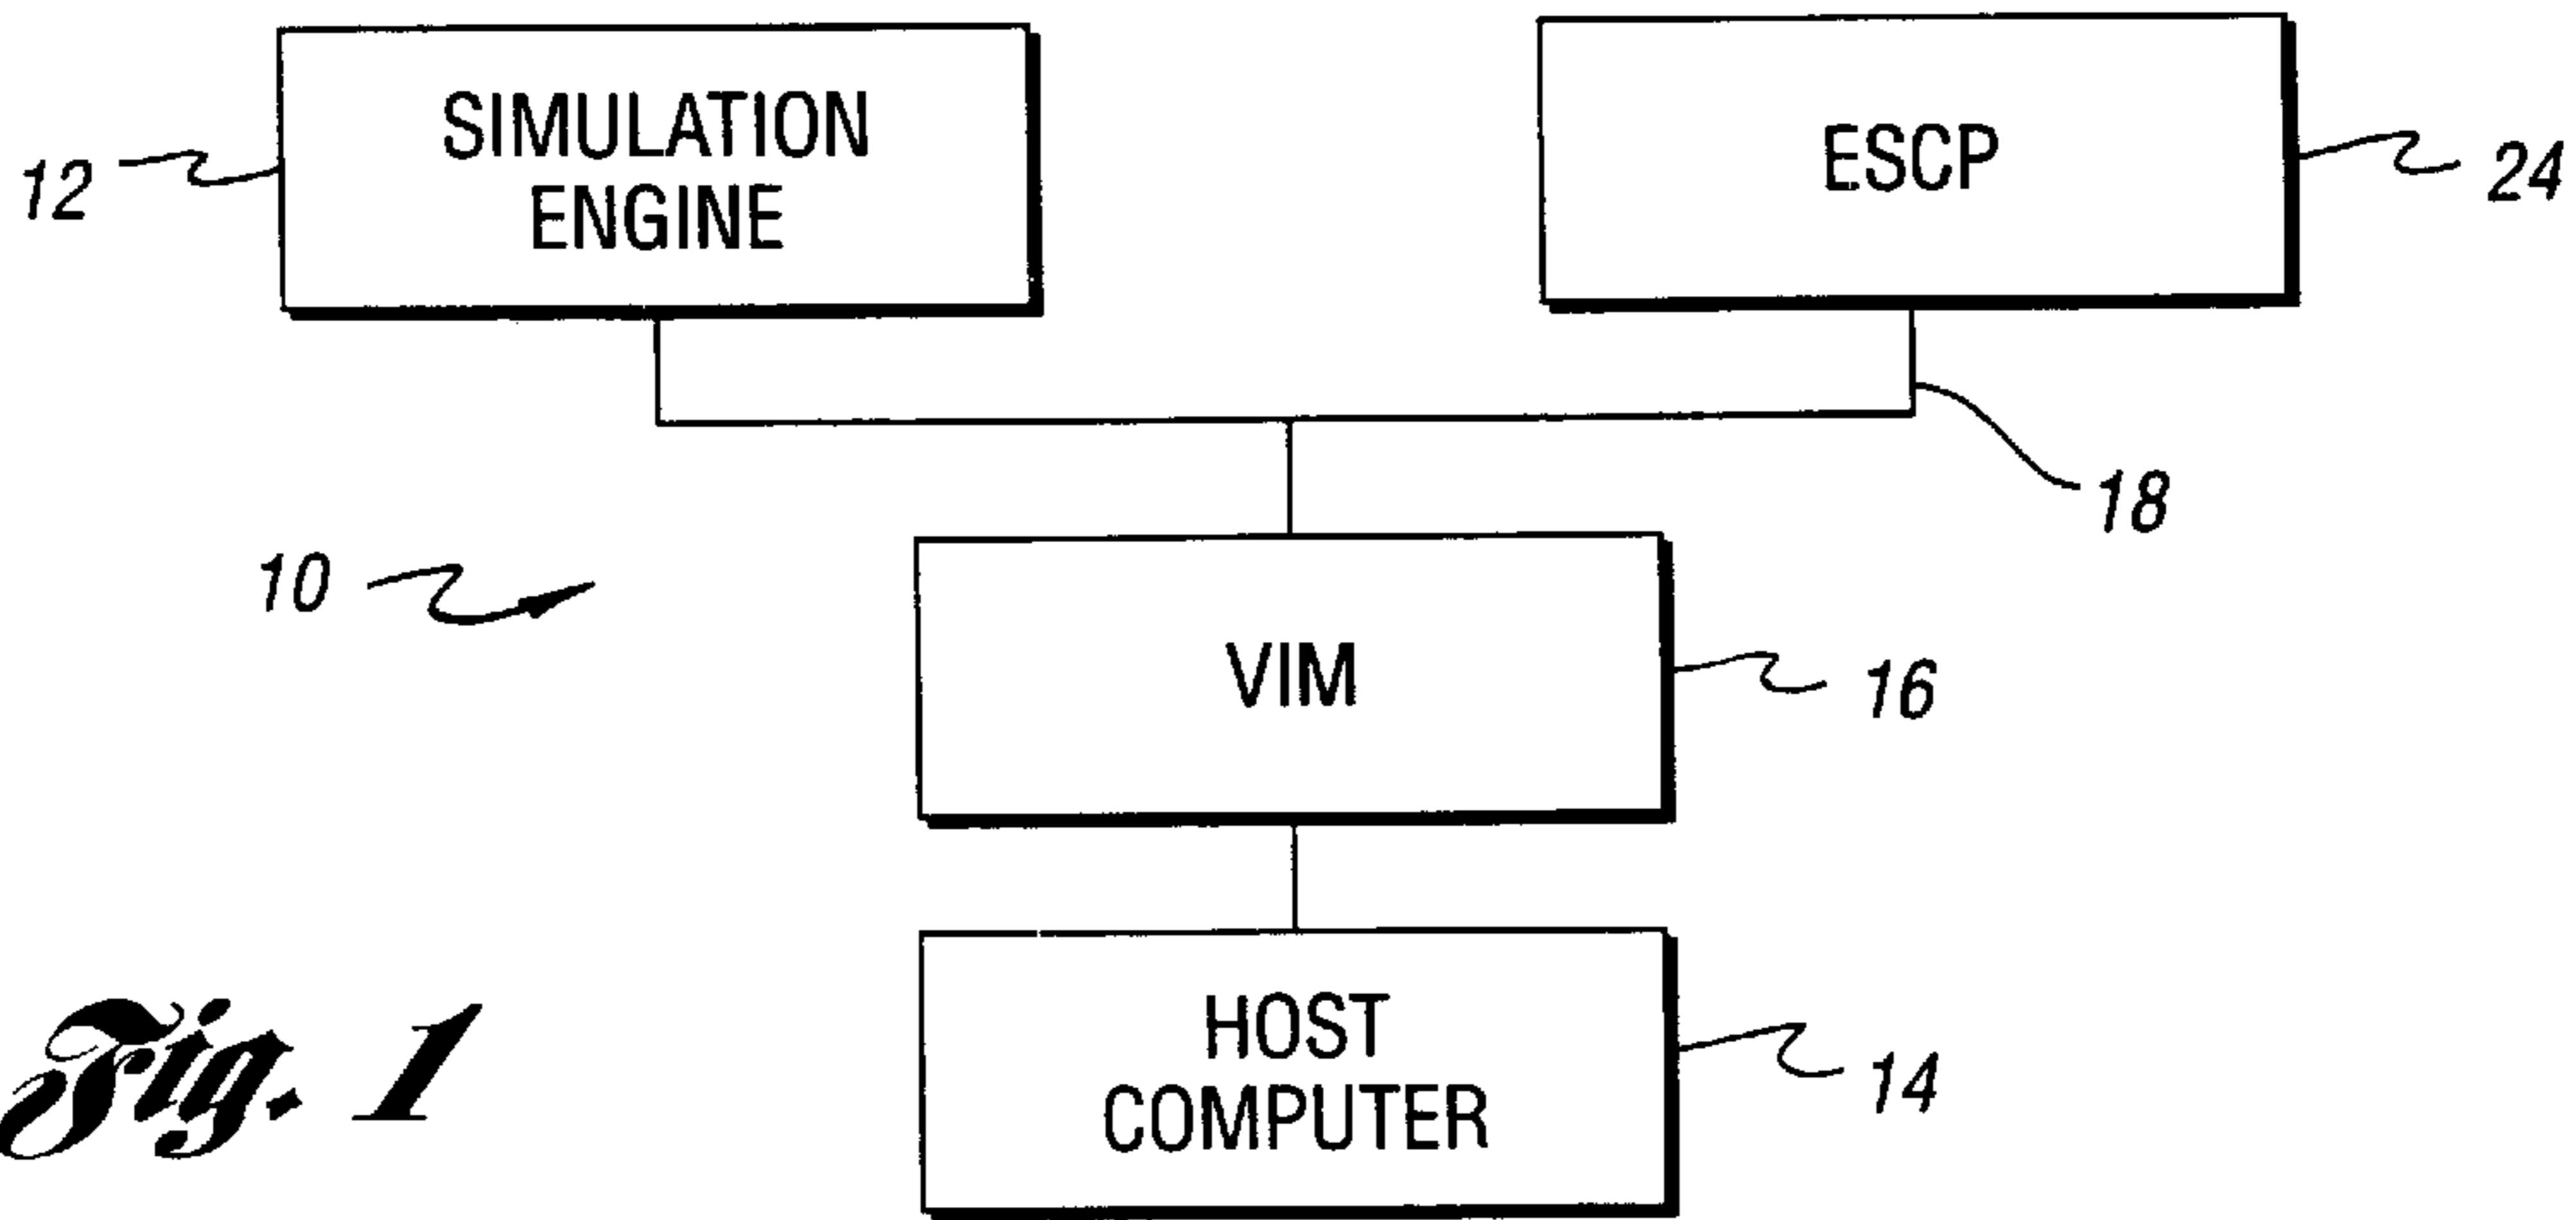 SIMULATION
ENGINE
12
ESCP
24
18
10
VIM
16
HOST
COMPUTER
14
Fig. 1